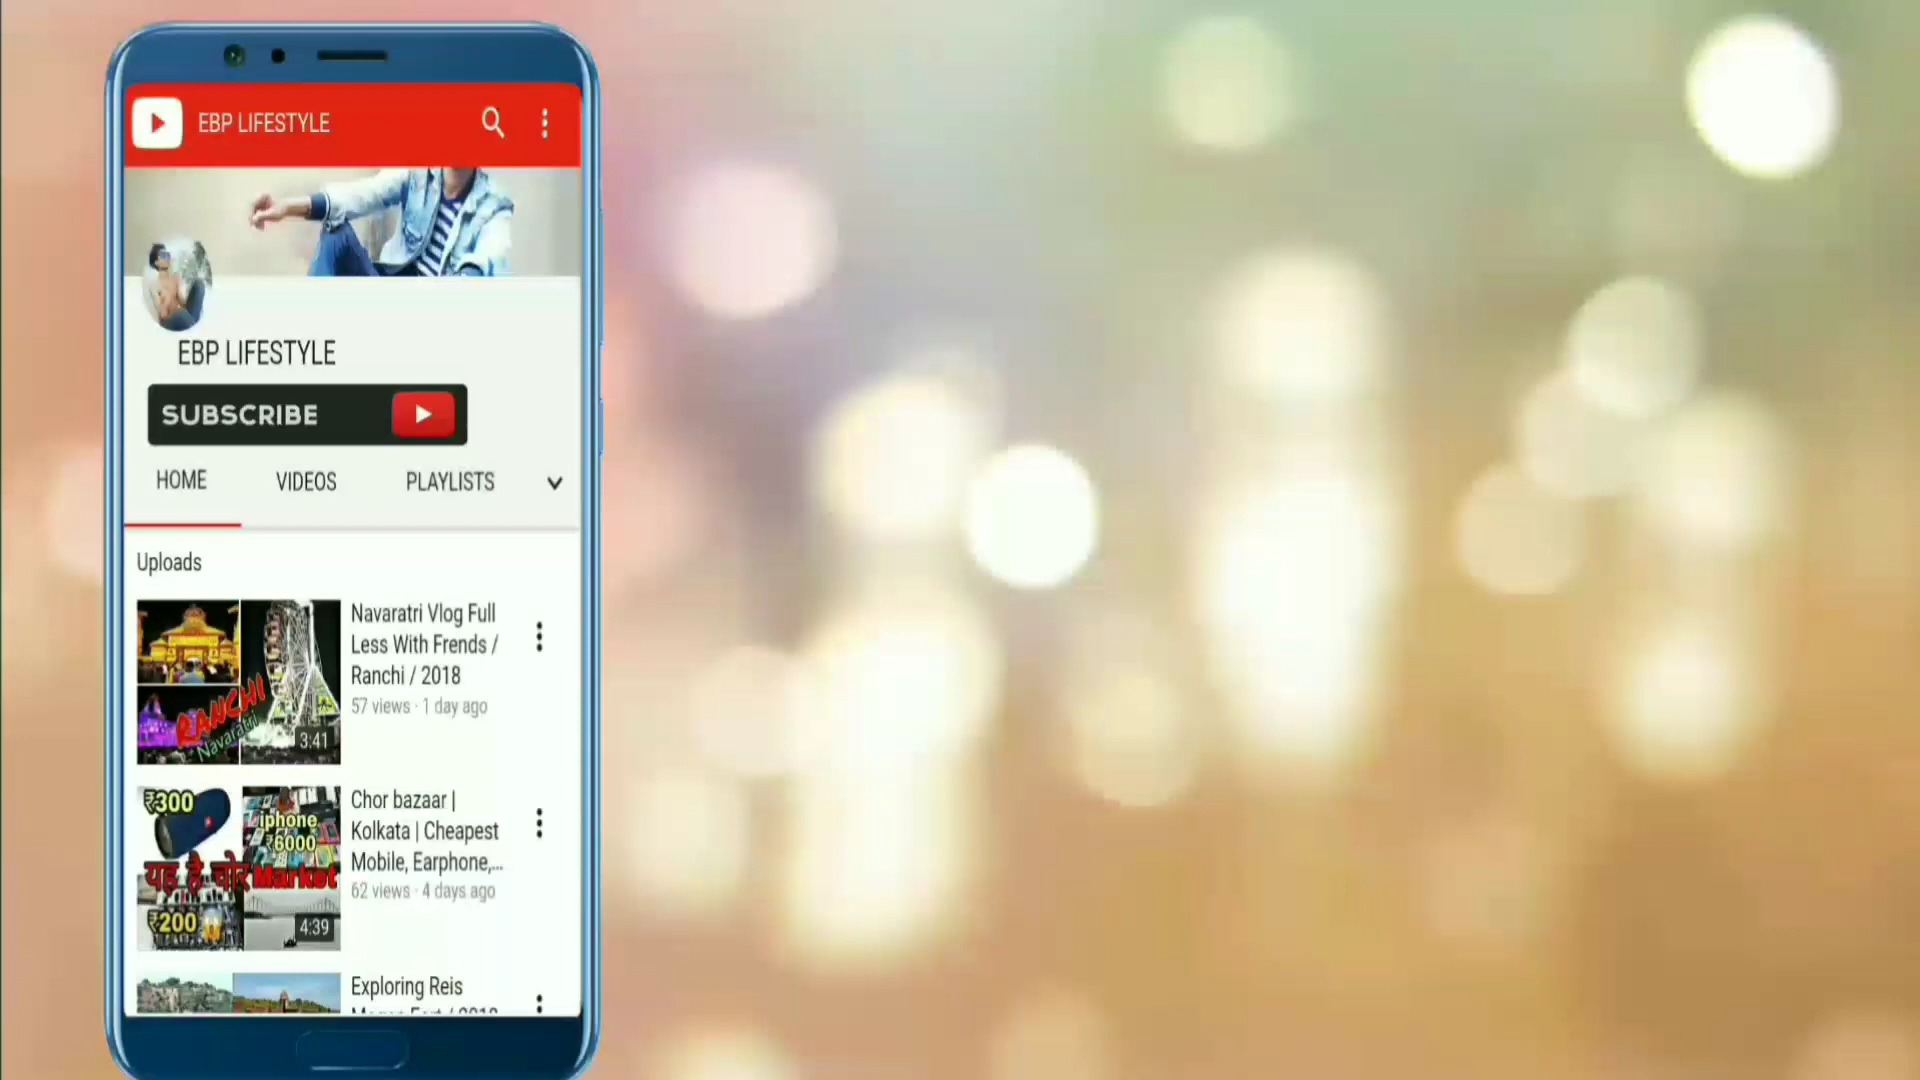 EBP LIFESTYLE
EBP LIFESTYLE
SUBSCRIBE
HOME VIDEOS PLAYLISTS
Uploads
Navaratri Vlog Full
Less With Frends /
Ranchi / 2018
57 views · 1 day ago
RANCHI
Navaratri
3:41
Chor bazaar |
Kolkata | Cheapest
Mobile, Earphone,...
62 views · 4 days ago
₹300
iphone
₹6000
यह है चोर Market
₹200
4:39
Exploring Reis